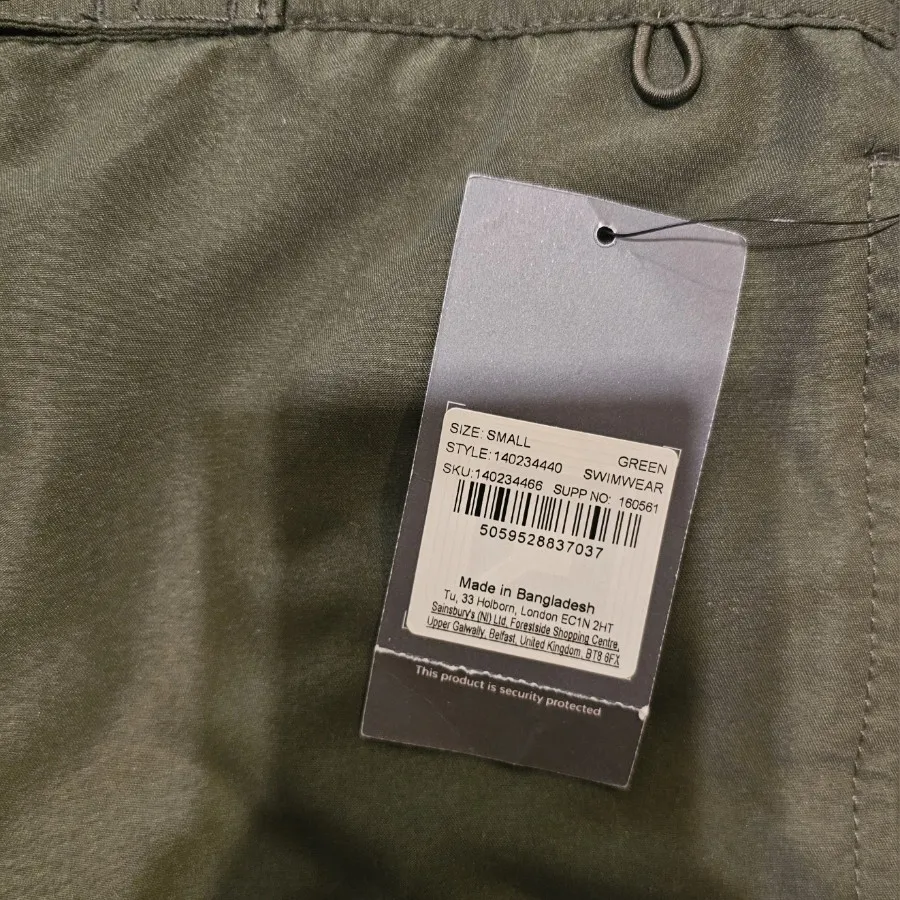 SIZE: SMALL
GREEN
STYLE: 140234440
SWIMWEAR
SKU: 140234466
SUPP NO: 160561
5059528837037
Made in Bangladesh
Tu, 33 Holborn, London EC1N 2HT
Sainsbury's (NI) Ltd, Forestside Shopping Centre,
Upper Galwally, Belfast, United Kingdom, BT8 6FX
This product is security protected